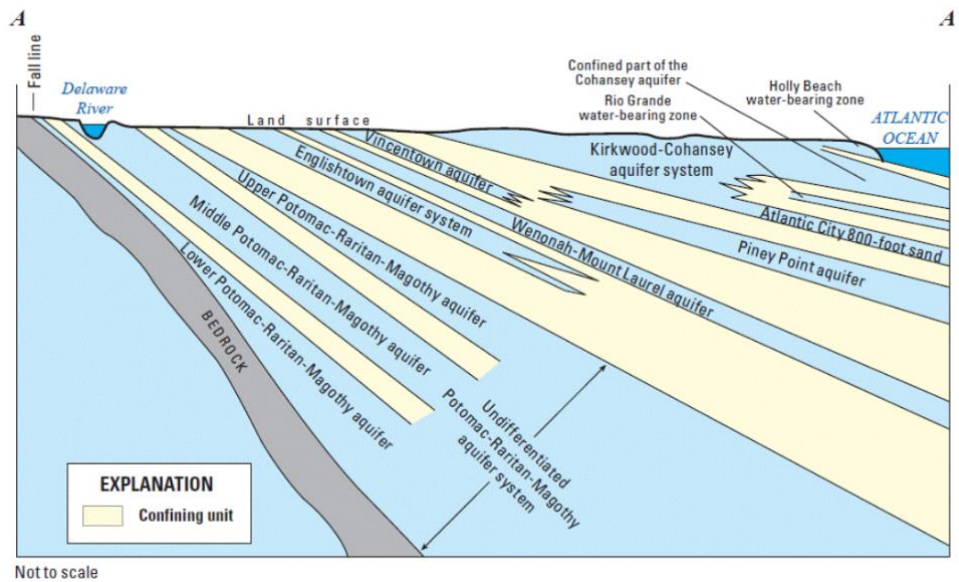 A
A
Fall line
Delaware
River
Land surface
Confined part of the
Cohansey aquifer
Rio Grande
water-bearing zone
Holly Beach
water-bearing zone
ATLANTIC
OCEAN
Kirkwood-Cohansey
aquifer system
Vincentown aquifer
Englishtown aquifer system
Upper Potomac-Raritan-Magothy aquifer
Middle Potomac-Raritan-Magothy aquifer
Lower Potomac-Raritan-Magothy aquifer
BEDROCK
Wenonah-Mount Laurel aquifer
Atlantic City 800-foot sand
Piney Point aquifer
Undifferentiated
Potomac-Raritan-Magothy
aquifer system
EXPLANATION
Confining unit
Not to scale